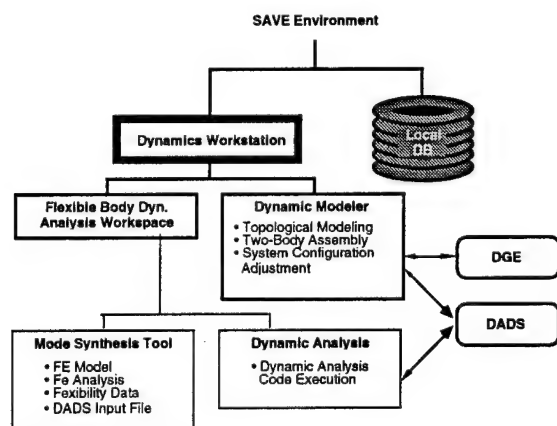 SAVE Environment
Local
DB
Dynamics Workstation
Flexible Body Dyn.
Analysis Workspace
Dynamic Modeler
• Topological Modeling
• Two-Body Assembly
• System Configuration
Adjustment
DGE
DADS
Mode Synthesis Tool
• FE Model
• Fe Analysis
• Fexibility Data
• DADS Input File
Dynamic Analysis
• Dynamic Analysis
Code Execution